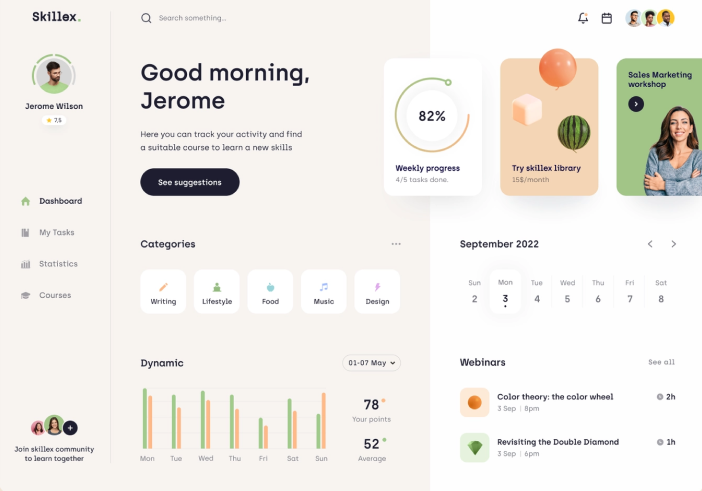 Skillex.
Search something...
Jerome Wilson
7,5
Dashboard
My Tasks
Statistics
Courses
Join skillex community
to learn together
Good morning,
Jerome
Here you can track your activity and find
a suitable course to learn a new skills
See suggestions
82%
Weekly progress
4/5 tasks done.
Try skillex library
15$/month
Sales Marketing
workshop
Categories
Writing
Lifestyle
Food
Music
Design
September 2022
Sun Mon Tue Wed Thu Fri Sat
2 3 4 5 6 7 8
Dynamic
01-07 May
Mon Tue Wed Thu Fri Sat Sun
78
Your points
52
Average
Webinars
See all
Color theory: the color wheel
3 Sep | 8pm
2h
Revisiting the Double Diamond
3 Sep | 6pm
1h